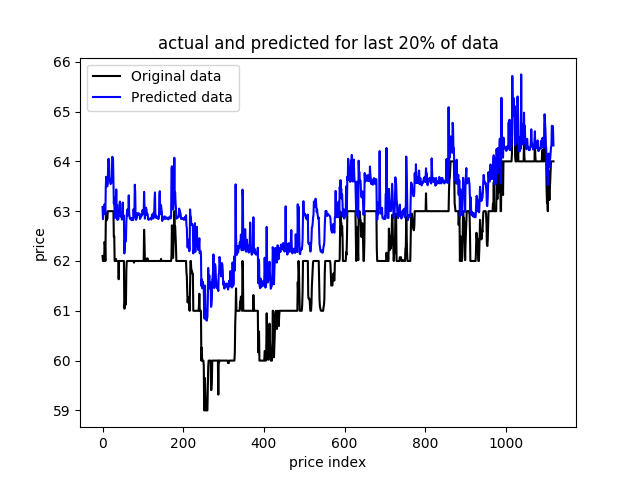 actual and predicted for last 20% of data
Original data
Predicted data
66
65
64
63
62
61
60
59
price
0
200
400
600
800
1000
price index